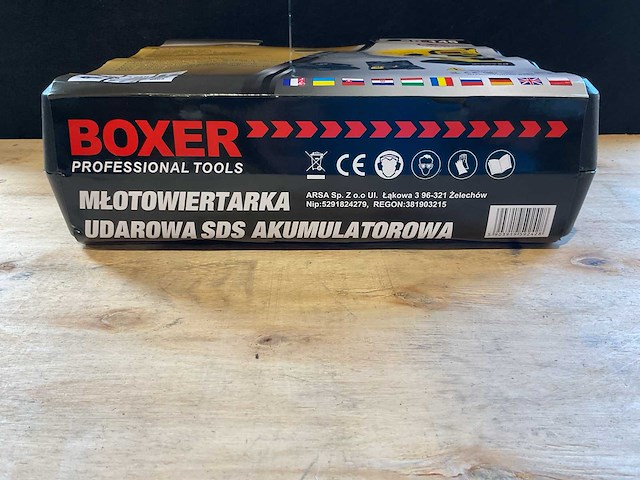 BOXER
PROFESSIONAL TOOLS
CE
MŁOTOWIERTARKA
UDAROWA SDS AKUMULATOROWA
ARSA Sp. Z o.o Ul. Łąkowa 3 96-321 Żelechów
Nip:5291824279, REGON:381903215